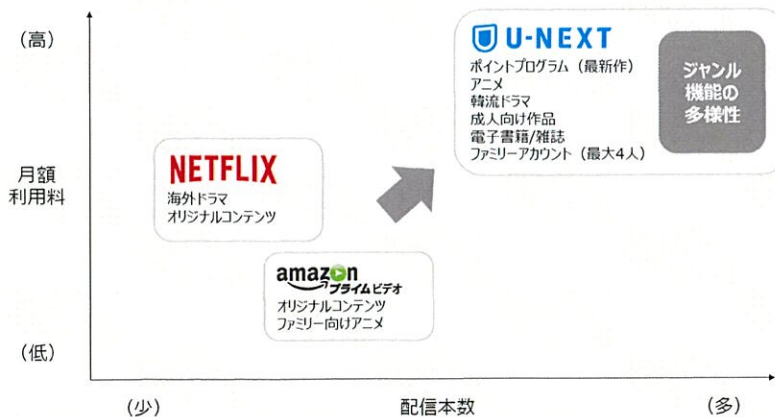 （高）
月額
利用料
（低）
U-NEXT
ポイントプログラム（最新作）
アニメ
韓流ドラマ
成人向け作品
電子書籍/雑誌
ファミリーアカウント（最大4人）
ジャンル
機能の
多様性
NETFLIX
海外ドラマ
オリジナルコンテンツ
amazon
プライムビデオ
オリジナルコンテンツ
ファミリー向けアニメ
（少）
配信本数
（多）